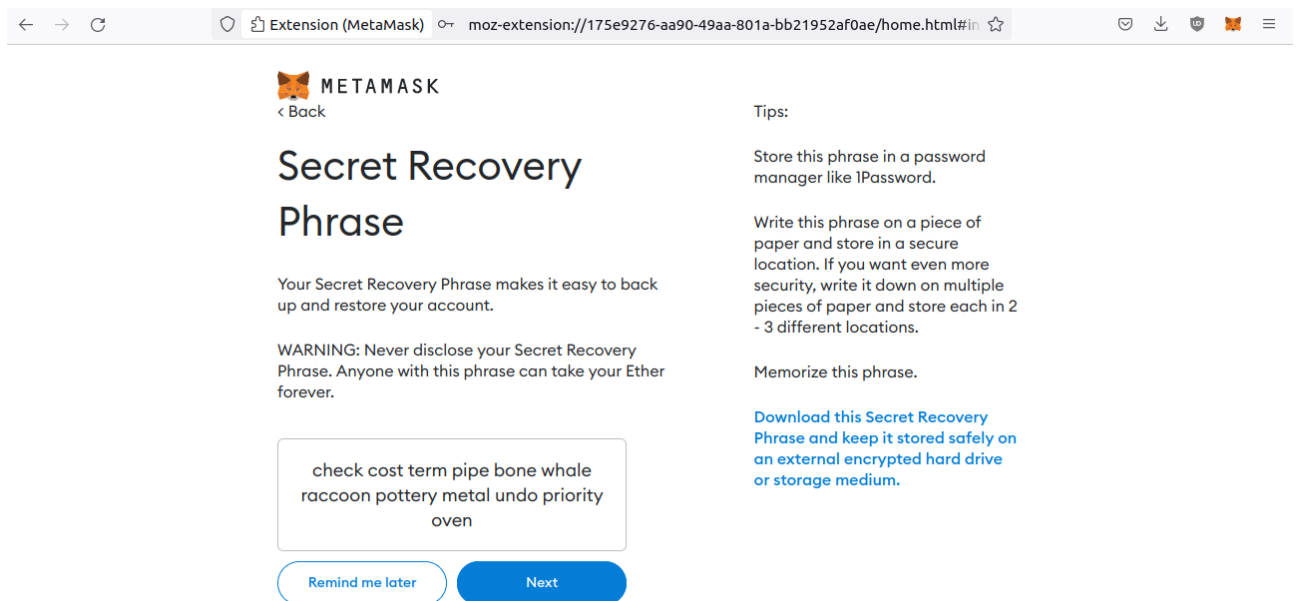 Extension (MetaMask)
moz-extension://175e9276-aa90-49aa-801a-bb21952af0ae/home.html#in
METAMASK
< Back
Secret Recovery
Phrase
Your Secret Recovery Phrase makes it easy to back
up and restore your account.
WARNING: Never disclose your Secret Recovery
Phrase. Anyone with this phrase can take your Ether
forever.
check cost term pipe bone whale
raccoon pottery metal undo priority
oven
Remind me later
Next
Tips:
Store this phrase in a password
manager like 1Password.
Write this phrase on a piece of
paper and store in a secure
location. If you want even more
security, write it down on multiple
pieces of paper and store each in 2
- 3 different locations.
Memorize this phrase.
Download this Secret Recovery
Phrase and keep it stored safely on
an external encrypted hard drive
or storage medium.